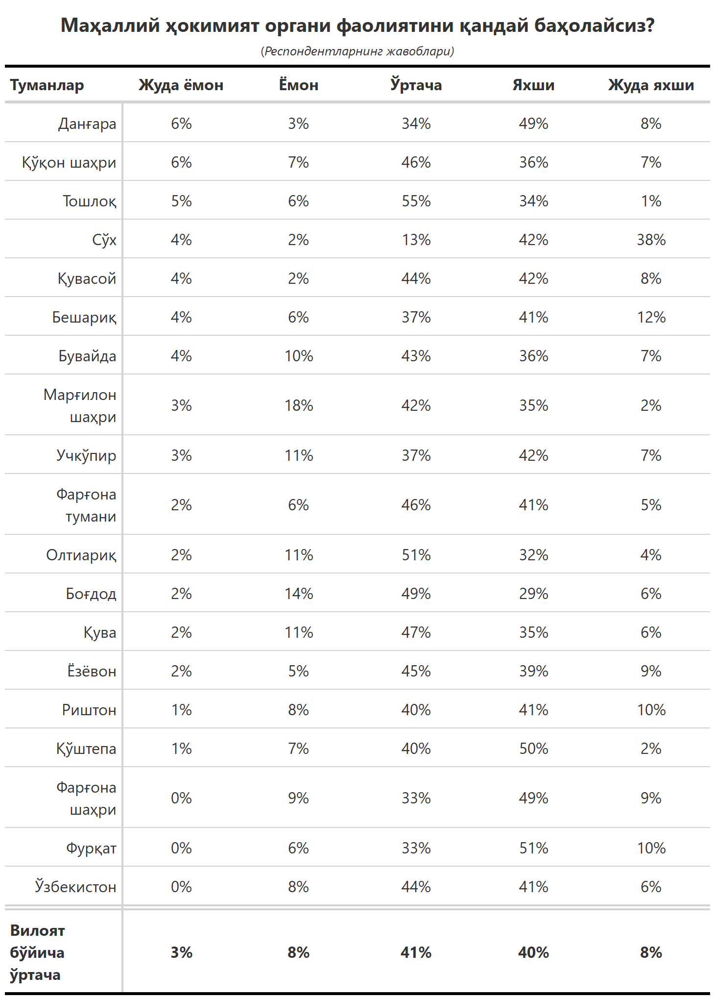 Маҳаллий ҳокимият органи фаолиятини қандай баҳолайсиз?
(Респондентларнинг жавоблари)
Туманлар Жуда ёмон Ёмон Ўртача Яхши Жуда яхши
Данғара 6% 3% 34% 49% 8%
Қўқон шаҳри 6% 7% 46% 36% 7%
Тошлоқ 5% 6% 55% 34% 1%
Сўх 4% 2% 13% 42% 38%
Қувасой 4% 2% 44% 42% 8%
Бешариқ 4% 6% 37% 41% 12%
Бувайда 4% 10% 43% 36% 7%
Марғилон
шаҳри 3% 18% 42% 35% 2%
Учкўпир 3% 11% 37% 42% 7%
Фарғона
тумани 2% 6% 46% 41% 5%
Олтиариқ 2% 11% 51% 32% 4%
Боғдод 2% 14% 49% 29% 6%
Қува 2% 11% 47% 35% 6%
Ёзёвон 2% 5% 45% 39% 9%
Риштон 1% 8% 40% 41% 10%
Қўштепа 1% 7% 40% 50% 2%
Фарғона
шаҳри 0% 9% 33% 49% 9%
Фурқат 0% 6% 33% 51% 10%
Ўзбекистон 0% 8% 44% 41% 6%
Вилоят
бўйича 3% 8% 41% 40% 8%
ўртача